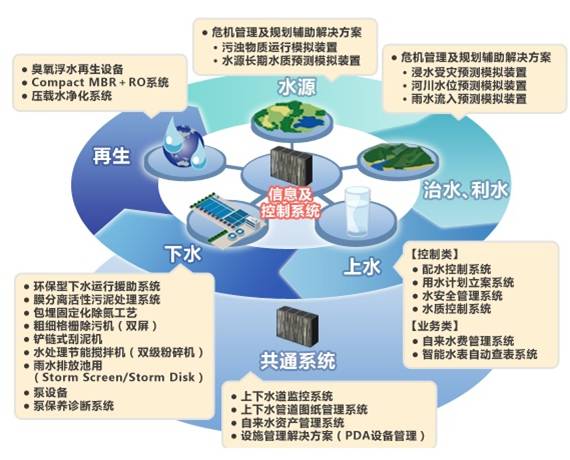 • 危机管理及规划辅助解决方案
• 污浊物质运行模拟装置
• 水源长期水质预测模拟装置
• 危机管理及规划辅助解决方案
• 浸水受灾预测模拟装置
• 河川水位预测模拟装置
• 雨水流入预测模拟装置
• 臭氧浮水再生设备
• Compact MBR+RO系统
• 压载水净化系统
水源
再生
治水、利水
信息及
控制系统
下水
上水
【控制类】
• 配水控制系统
• 用水计划立案系统
• 水安全管理系统
• 水质控制系统
【业务类】
• 自来水费管理系统
• 智能水表自动查表系统
• 环保型下水运行援助系统
• 膜分离活性污泥处理系统
• 包埋固定化除氮工艺
• 粗细格栅除污机（双屏）
• 铲链式刮泥机
• 水处理节能搅拌机（双级粉碎机）
• 雨水排放池用
（Storm Screen/Storm Disk）
• 泵设备
• 泵保养诊断系统
共通系统
• 上下水道监控系统
• 上下水管道图纸管理系统
• 自来水资产管理系统
• 设施管理解决方案（PDA设备管理）